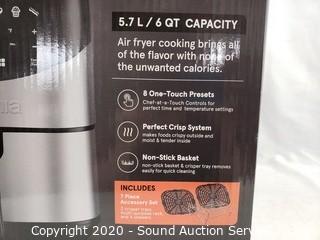 5.7 L / 6 QT CAPACITY
Air fryer cooking brings all
of the flavor with none of
the unwanted calories.
8 One-Touch Presets
Chef-at-a-Touch Controls for
perfect time and temperature settings
Perfect Crisp System
makes foods crispy outside and
moist & tender inside
Non-Stick Basket
non-stick basket & crisper tray removes
easily for quick cleaning
INCLUDES
7 Piece
Accessory Set
Copyright 2020 - Sound Auction Serv